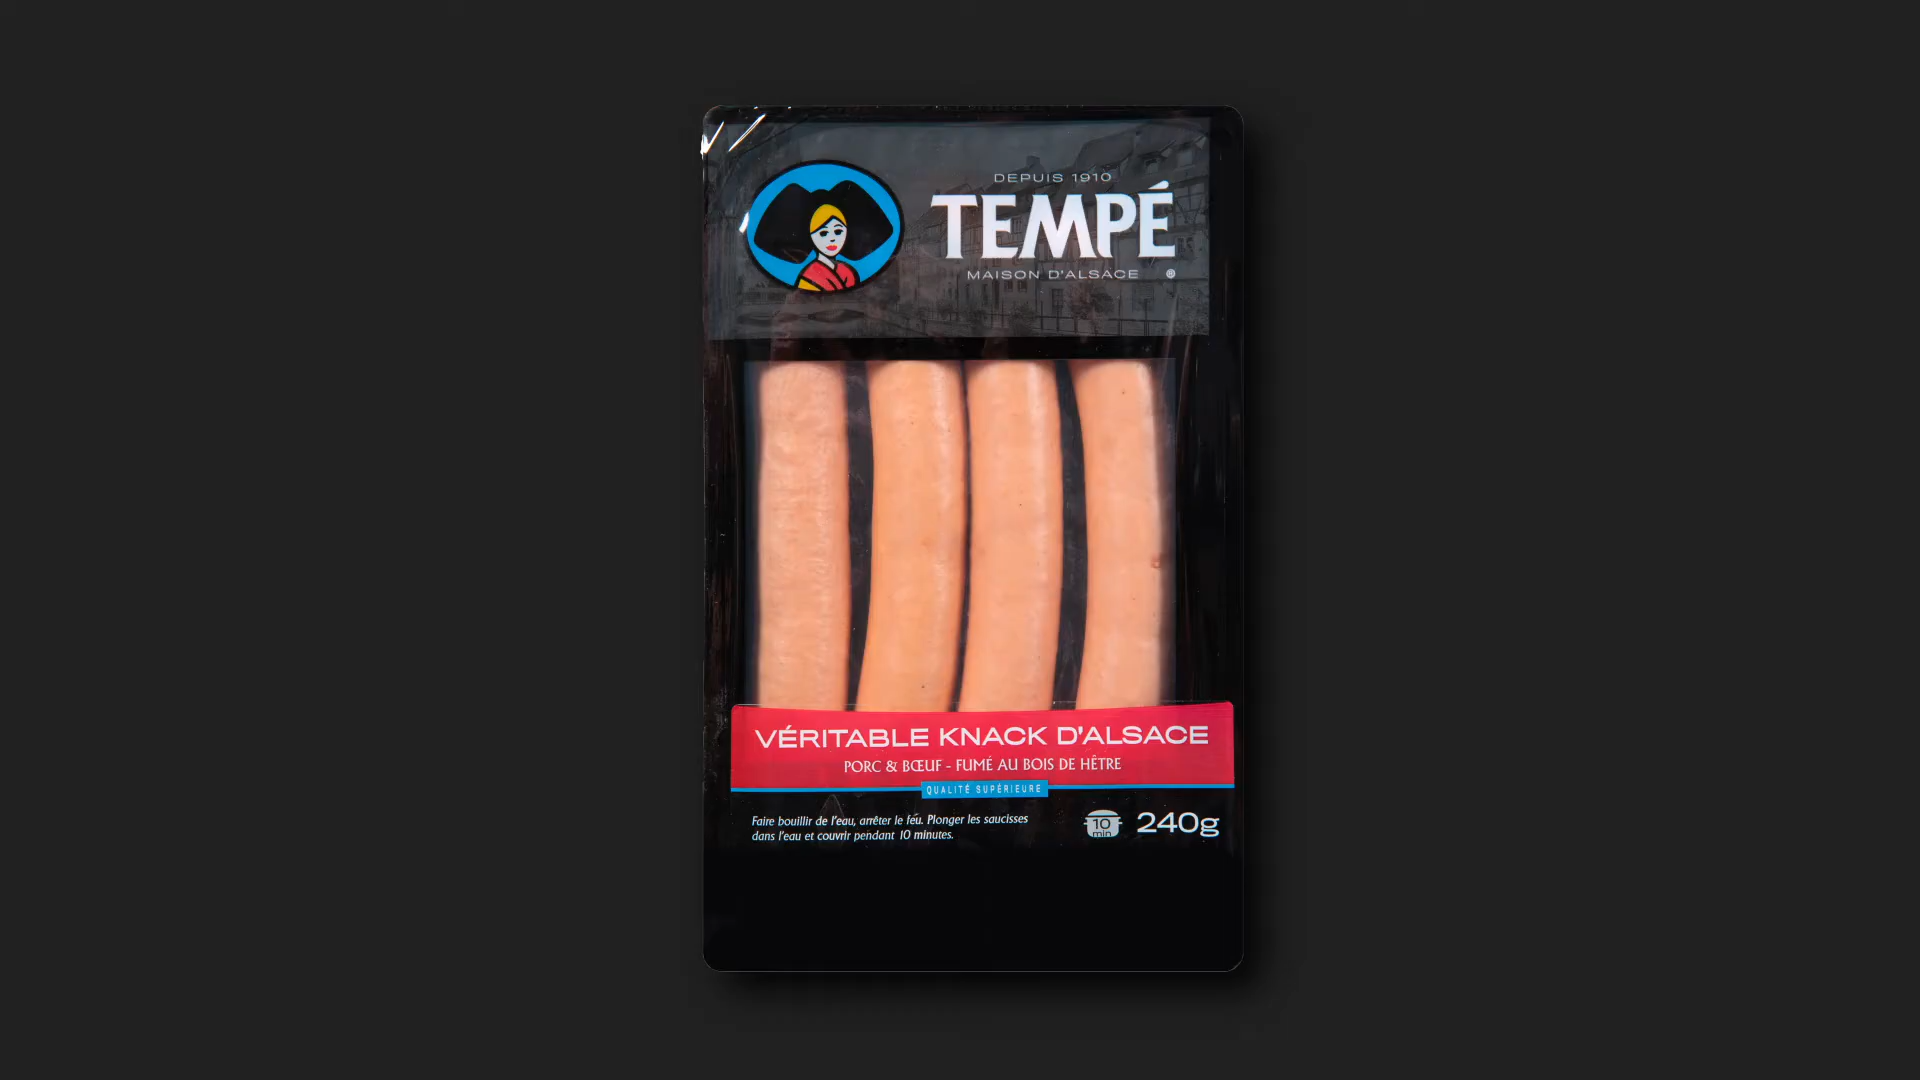 DEPUIS 1910
TEMPÉ
MAISON D'ALSACE ®
VÉRITABLE KNACK D'ALSACE
PORC & BŒUF - FUMÉ AU BOIS DE HÊTRE
QUALITÉ SUPÉRIEURE
Faire bouillir de l'eau, arrêter le feu. Plonger les saucisses
dans l'eau et couvrir pendant 10 minutes.
10
min
240g